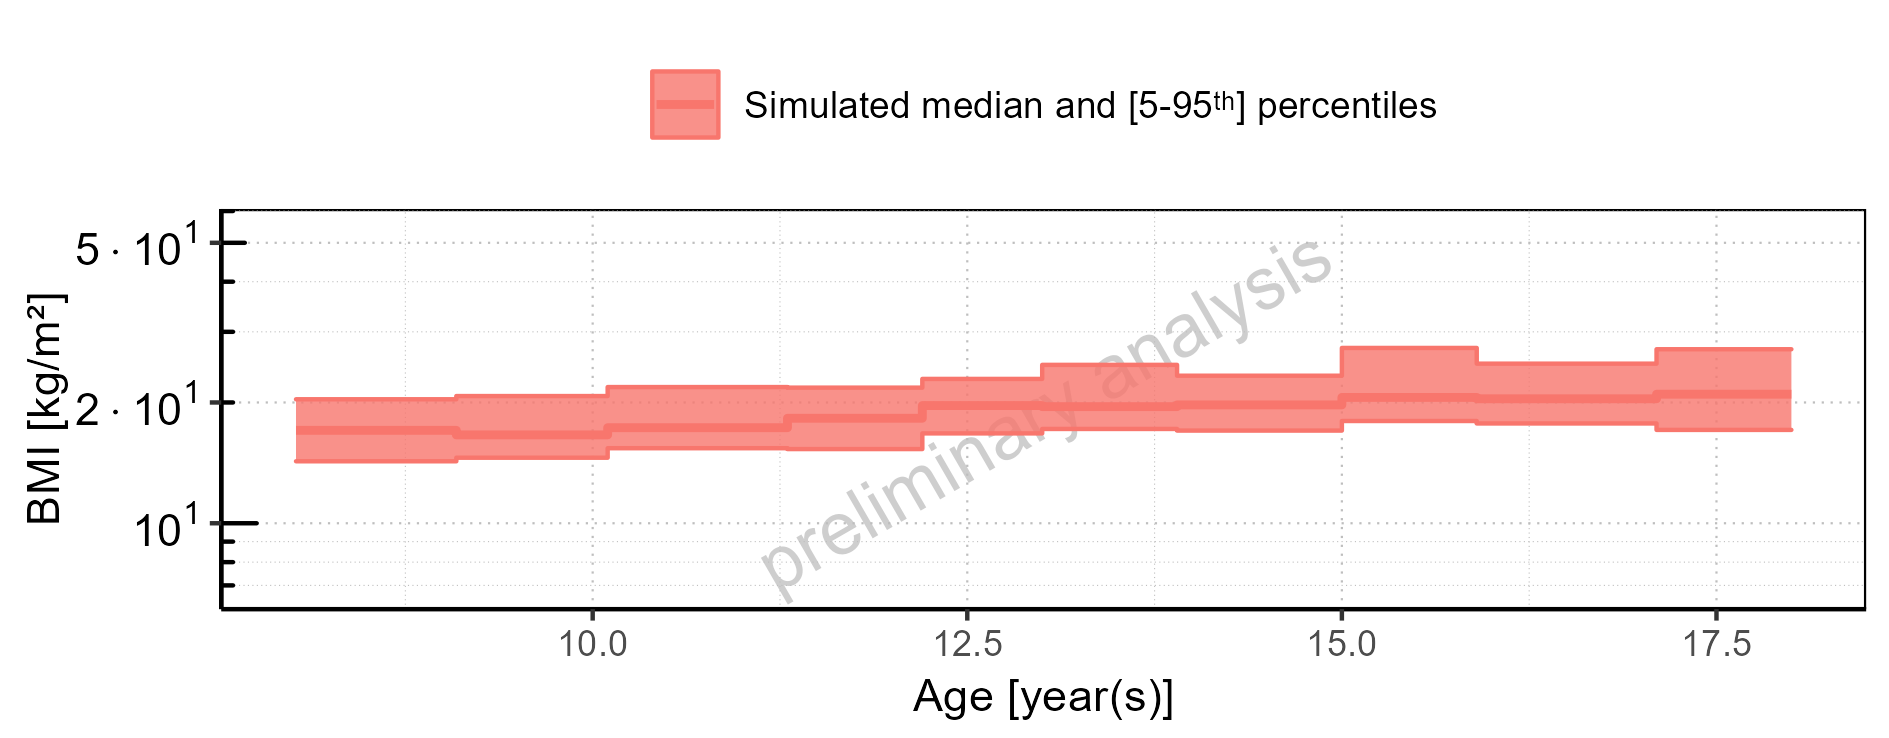 Simulated median and [5-95ᵗʰ] percentiles
5 · 10¹
2 · 10¹
10¹
BMI [kg/m²]
preliminary analysis
10.0 12.5 15.0 17.5
Age [year(s)]